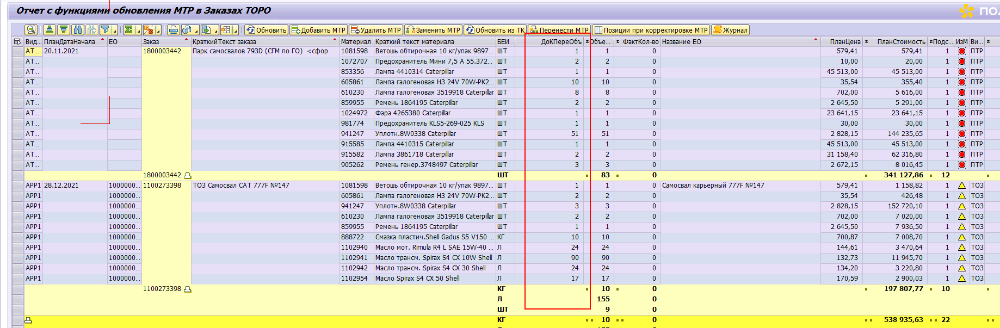 Отчет с функциями обновления МТР в Заказах ТОРО
ПОЛ
Обновить Добавить МТР Удалить МТР Заменить МТР Обновить из ТК Перенести МТР Позиции при корректировке МТР Журнал
Вид... ПланДатаНачала ЕО Заказ КраткийТекст заказа Материал Краткий текст материала БЕИ ДоКПереОбъ Объе... ФактКол-во Название ЕО ПланЦена ПланСтоимость Подс... ИзМ Ви...
АТ... 20.11.2021 1800003442 Парк самосвалов 793D (СГМ по ГО) <сфор 1081598 Ветошь обтирочная 10 кг/упак 9897... ШТ 1 1 0 579,41 579,41 1 ПТР
АТ... 1072707 Предохранитель Мини 7,5 А 55.372... ШТ 2 2 0 10,00 20,00 1 ПТР
АТ... 853356 Лампа 4410314 Caterpillar ШТ 1 1 0 45 513,00 45 513,00 1 ПТР
АТ... 605861 Лампа галогеновая H3 24V 70W-PK2... ШТ 10 10 0 35,54 355,40 1 ПТР
АТ... 610230 Лампа галогеновая 3519918 Caterpillar ШТ 8 8 0 702,00 5 616,00 1 ПТР
АТ... 859955 Ремень 1864195 Caterpillar ШТ 2 2 0 2 645,50 5 291,00 1 ПТР
АТ... 1024972 Фара 4265380 Caterpillar ШТ 1 1 0 23 641,15 23 641,15 1 ПТР
АТ... 981774 Предохранитель KLS5-269-025 KLS ШТ 1 1 0 30,00 30,00 1 ПТР
АТ... 941247 Уплотн.8W0338 Caterpillar ШТ 51 51 0 2 828,15 144 235,65 1 ПТР
АТ... 915585 Лампа 4410315 Caterpillar ШТ 1 1 0 45 513,00 45 513,00 1 ПТР
АТ... 915582 Лампа 3861718 Caterpillar ШТ 2 2 0 31 158,40 62 316,80 1 ПТР
АТ... 905262 Ремень генер.3748497 Caterpillar ШТ 3 3 0 2 672,15 8 016,45 1 ПТР
1800003442 ШТ 83 0 341 127,86 12
АРР1 28.12.2021 1000000... 1100273398 ТО3 Самосвал CAT 777F №147 1081598 Ветошь обтирочная 10 кг/упак 9897... ШТ 1 1 0 Самосвал карьерный 777F №147 579,41 1 158,82 1 ТО3
АРР1 1000000... 605861 Лампа галогеновая H3 24V 70W-PK2... ШТ 2 2 0 35,54 426,48 1 ТО3
АРР1 1000000... 941247 Уплотн.8W0338 Caterpillar ШТ 3 3 0 2 828,15 152 720,10 1 ТО3
АРР1 1000000... 610230 Лампа галогеновая 3519918 Caterpillar ШТ 2 2 0 702,00 7 020,00 1 ТО3
АРР1 1000000... 859955 Ремень 1864195 Caterpillar ШТ 1 1 0 2 645,50 7 936,50 1 ТО3
АРР1 1000000... 888722 Смазка пластич.Shell Gadus S5 V150 ... КГ 10 10 0 700,87 7 008,70 1 ТО3
АРР1 1000000... 1102940 Масло мот. Rimula R4 L SAE 15W-40 ... Л 24 24 0 144,61 3 470,64 1 ТО3
АРР1 1000000... 1102941 Масло трансм. Spirax S4 CX 10W Shell Л 90 90 0 132,73 11 945,70 1 ТО3
АРР1 1000000... 1102942 Масло трансм. Spirax S4 CX 30 Shell Л 24 24 0 134,20 3 220,80 1 ТО3
АРР1 1000000... 1102954 Масло Spirax S4 CX 50 Shell Л 17 17 0 170,59 2 900,03 1 ТО3
1100273398 КГ 10 0 197 807,77 10
Л 155 0
ШТ 9 0
КГ 10 0 538 935,63 22